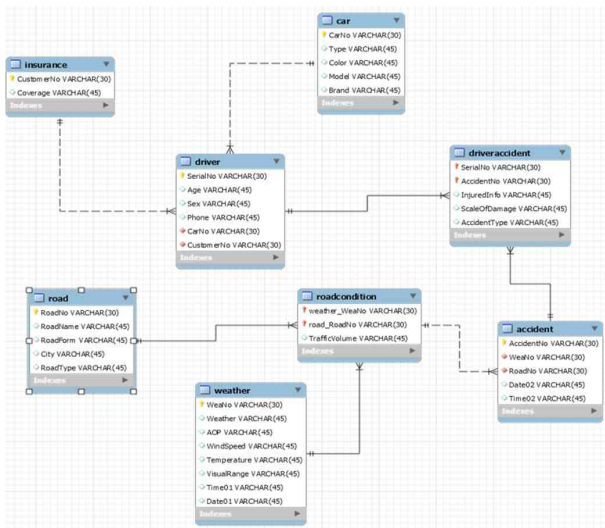 car
CarNo VARCHAR(30)
Type VARCHAR(45)
Color VARCHAR(45)
Model VARCHAR(45)
Brand VARCHAR(45)
Indexes
insurance
CustomerNo VARCHAR(30)
Coverage VARCHAR(45)
Indexes
driver
SerialNo VARCHAR(30)
Age VARCHAR(45)
Sex VARCHAR(45)
Phone VARCHAR(45)
CarNo VARCHAR(30)
CustomerNo VARCHAR(30)
Indexes
driveraccident
SerialNo VARCHAR(30)
AccidentNo VARCHAR(30)
InjuredInfo VARCHAR(45)
ScaleOfDamage VARCHAR(45)
AccidentType VARCHAR(45)
Indexes
road
RoadNo VARCHAR(30)
RoadName VARCHAR(45)
RoadForm VARCHAR(45)
City VARCHAR(45)
RoadType VARCHAR(45)
Indexes
roadcondition
weather_WeaNo VARCHAR(30)
road_RoadNo VARCHAR(30)
TrafficVolume VARCHAR(45)
Indexes
accident
AccidentNo VARCHAR(30)
WeaNo VARCHAR(30)
RoadNo VARCHAR(30)
Date02 VARCHAR(45)
Time02 VARCHAR(45)
Indexes
weather
WeaNo VARCHAR(30)
Weather VARCHAR(45)
AOP VARCHAR(45)
WindSpeed VARCHAR(45)
Temperature VARCHAR(45)
VisualRange VARCHAR(45)
Time01 VARCHAR(45)
Date01 VARCHAR(45)
Indexes